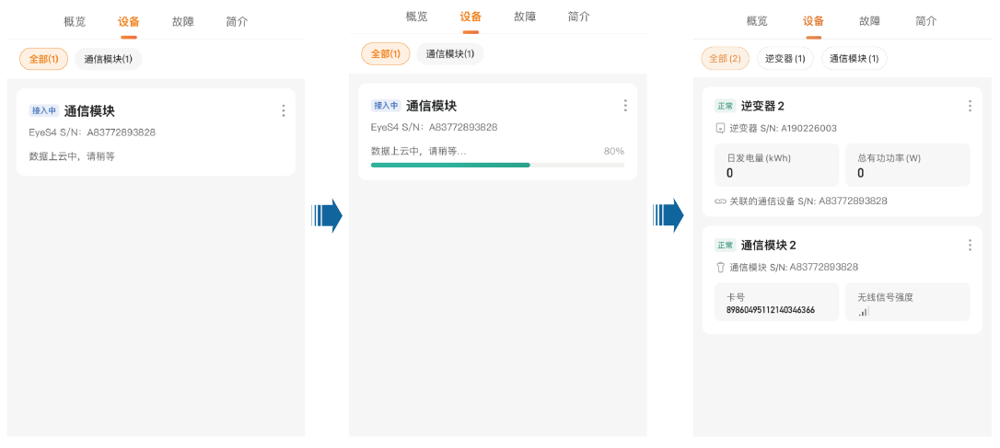 概览 设备 故障 简介
全部(1) 通信模块(1)
接入中 通信模块
EyeS4 S/N: A83772893828
数据上云中，请稍等
概览 设备 故障 简介
全部(1) 通信模块(1)
接入中 通信模块
EyeS4 S/N: A83772893828
数据上云中，请稍等... 80%
概览 设备 故障 简介
全部 (2) 逆变器 (1) 通信模块 (1)
正常 逆变器 2
逆变器 S/N: A190226003
日发电量 (kWh) 总有功功率 (W)
0 0
关联的通信设备 S/N: A83772893828
正常 通信模块 2
通信模块 S/N: A83772893828
卡号 无线信号强度
89860495112140346366